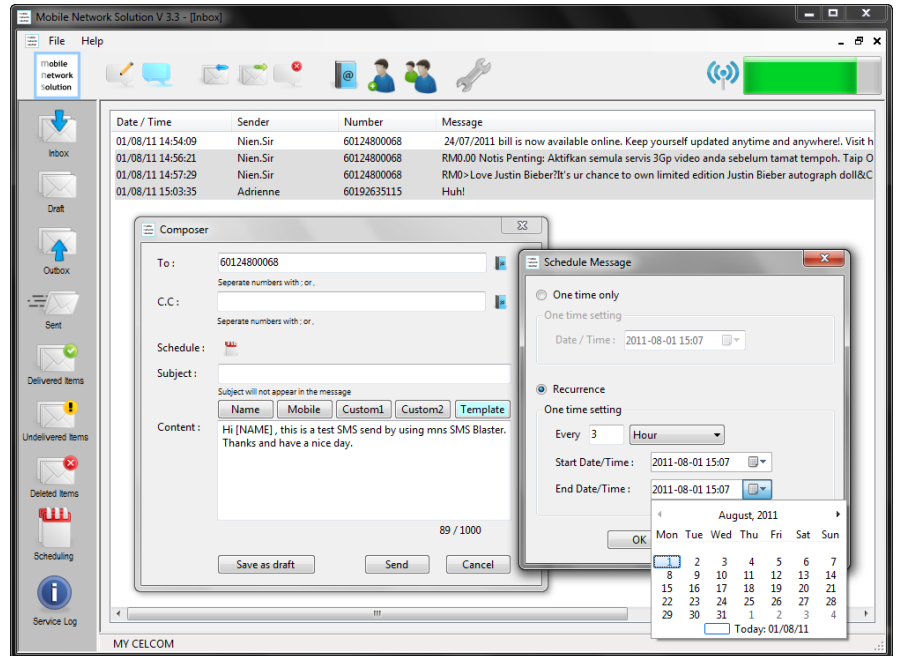 Mobile Network Solution V 3.3 - [Inbox]
File Help
mobile
network
solution
Inbox
Draft
Outbox
Sent
Delivered Items
Undelivered Items
Deleted Items
Scheduling
Service Log
Date / Time Sender Number Message
01/08/11 14:54:09 Nien.Sir 60124800068 24/07/2011 bill is now available online. Keep yourself updated anytime and anywhere!. Visit h
01/08/11 14:56:21 Nien.Sir 60124800068 RM0.00 Notis Penting: Aktifkan semula servis 3Gp video anda sebelum tamat tempoh. Taip O
01/08/11 14:57:29 Nien.Sir 60124800068 RM0>Love Justin Bieber?It's ur chance to own limited edition Justin Bieber autograph doll&C
01/08/11 15:03:35 Adrienne 60192635115 Huh!
Composer
To : 60124800068
Seperate numbers with ; or .
C.C :
Seperate numbers with ; or .
Schedule :
Subject :
Subject will not appear in the message
Name Mobile Custom1 Custom2 Template
Content : Hi [NAME] , this is a test SMS send by using mns SMS Blaster.
Thanks and have a nice day.
89 / 1000
Save as draft Send Cancel
Schedule Message
One time only
One time setting
Date / Time : 2011-08-01 15:07
Recurrence
One time setting
Every 3 Hour
Start Date/Time : 2011-08-01 15:07
End Date/Time : 2011-08-01 15:07
OK
August, 2011
Mon Tue Wed Thu Fri Sat Sun
1 2 3 4 5 6 7
8 9 10 11 12 13 14
15 16 17 18 19 20 21
22 23 24 25 26 27 28
29 30 31 1 2 3 4
Today: 01/08/11
MY CELCOM